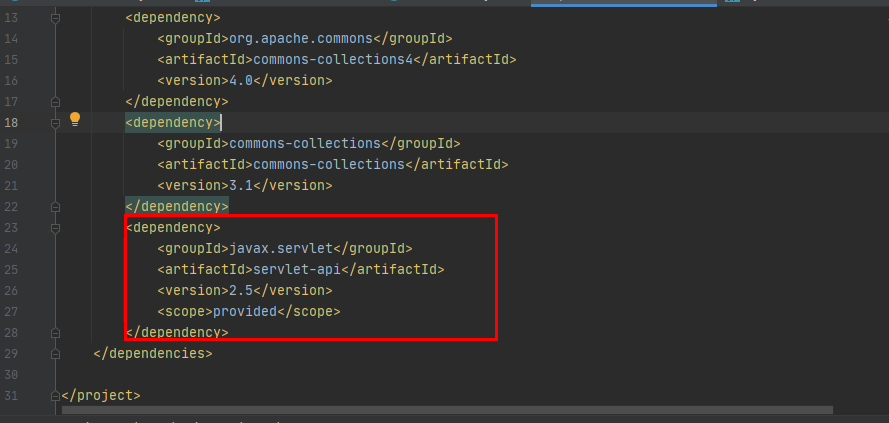 13 <dependency>
14 <groupId>org.apache.commons</groupId>
15 <artifactId>commons-collections4</artifactId>
16 <version>4.0</version>
17 </dependency>
18 <dependency>
19 <groupId>commons-collections</groupId>
20 <artifactId>commons-collections</artifactId>
21 <version>3.1</version>
22 </dependency>
23 <dependency>
24 <groupId>javax.servlet</groupId>
25 <artifactId>servlet-api</artifactId>
26 <version>2.5</version>
27 <scope>provided</scope>
28 </dependency>
29 </dependencies>
30
31 </project>